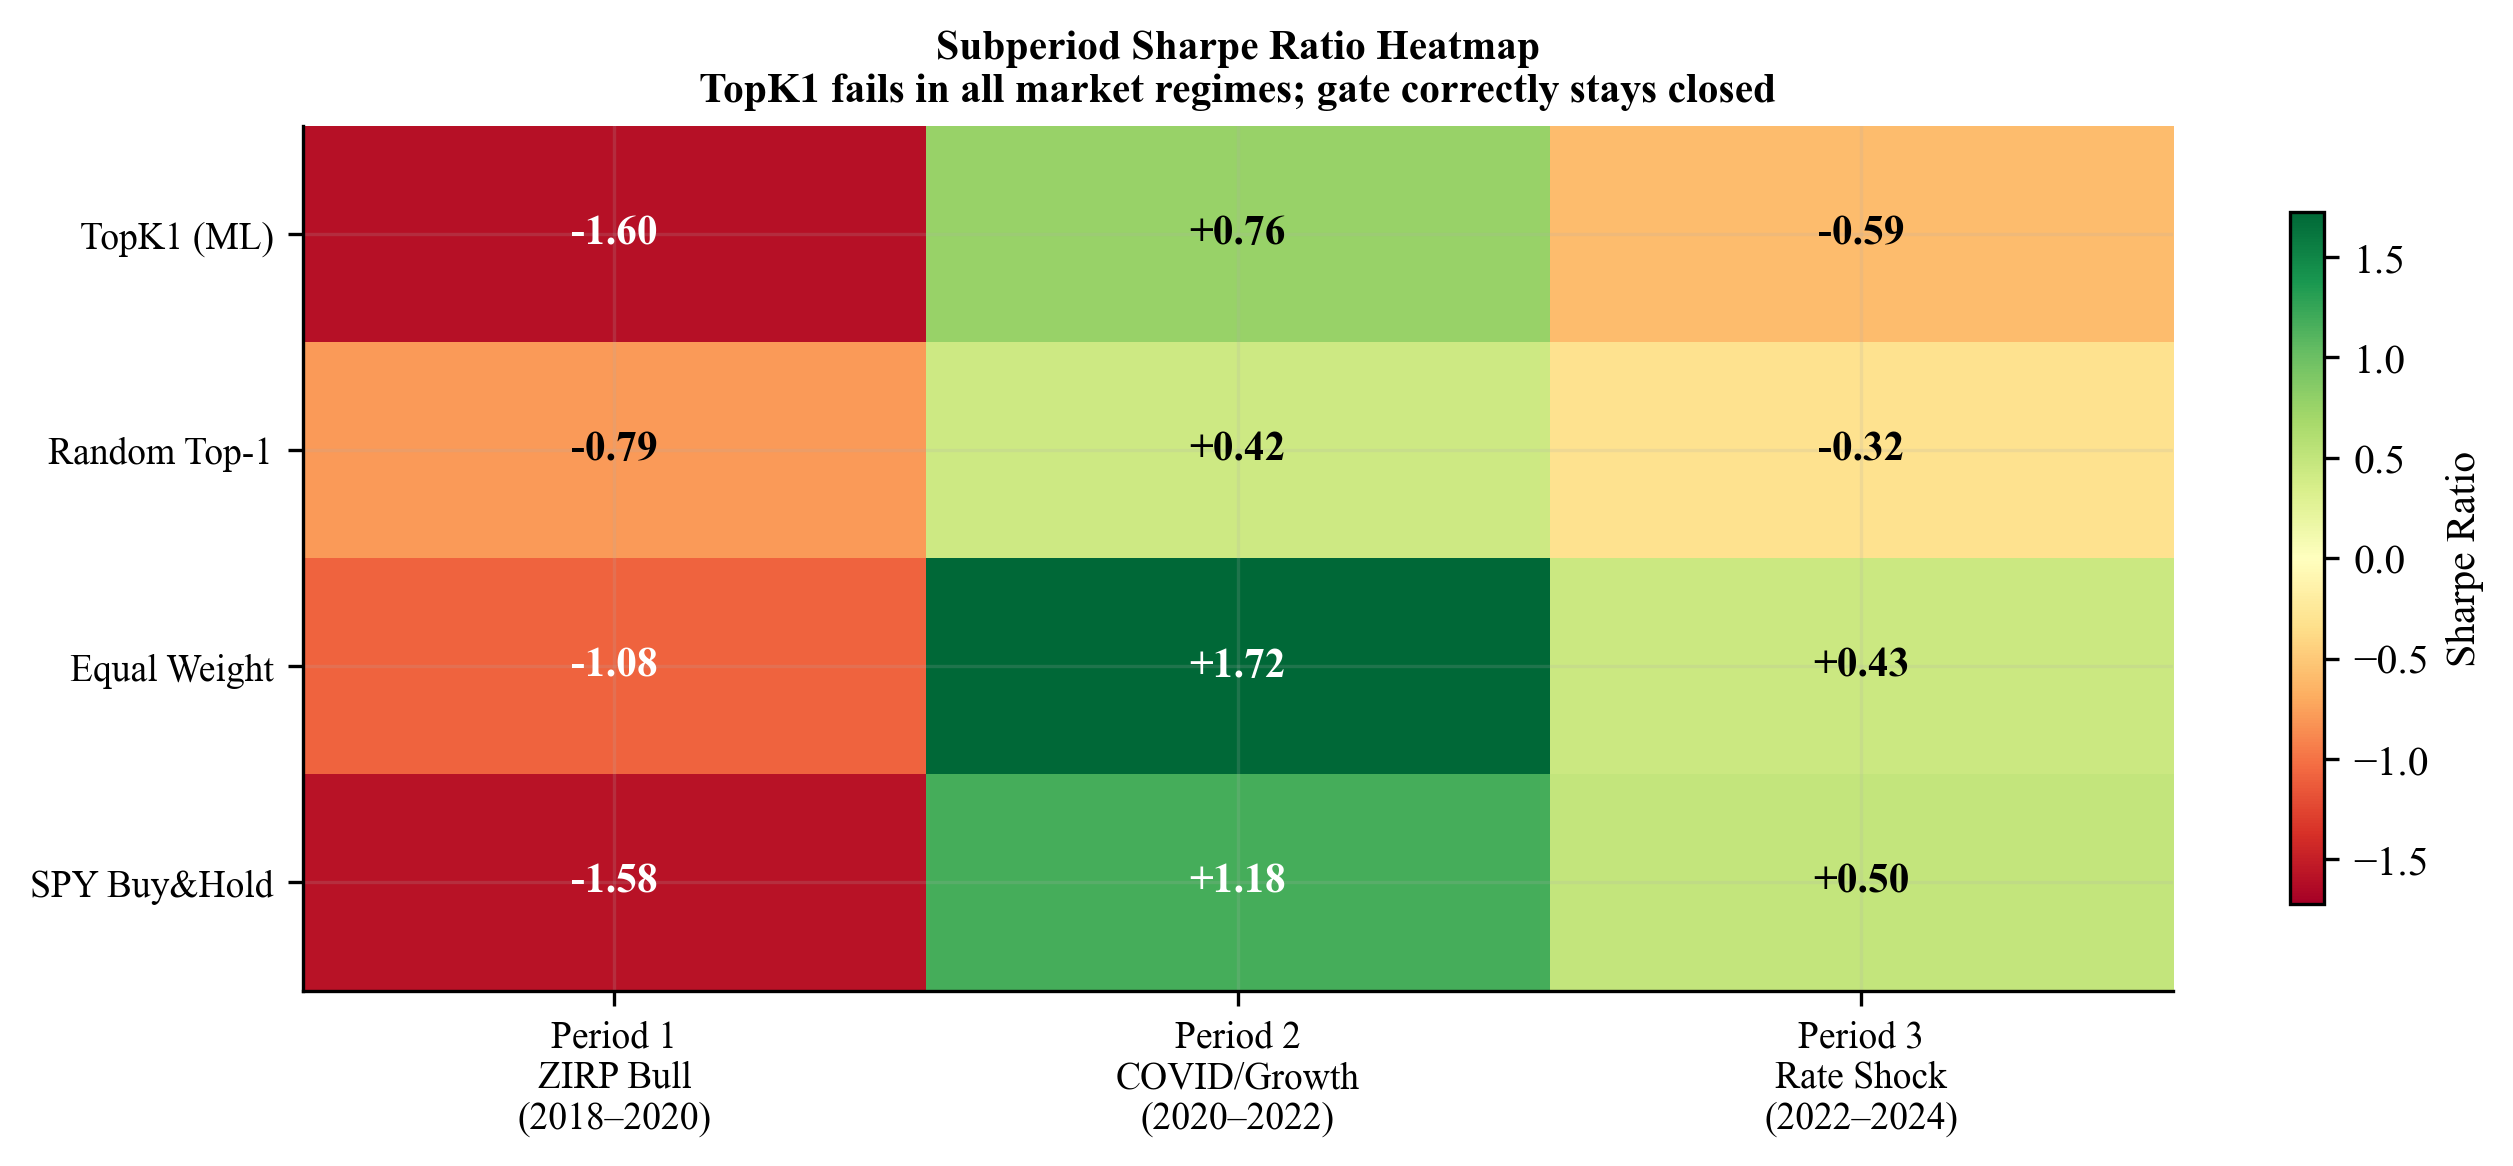 Subperiod Sharpe Ratio Heatmap
TopK1 fails in all market regimes; gate correctly stays closed
TopK1 (ML)
-1.60
+0.76
-0.59
Random Top-1
-0.79
+0.42
-0.32
Equal Weight
-1.08
+1.72
+0.43
SPY Buy&Hold
-1.58
+1.18
+0.50
Period 1
ZIRP Bull
(2018–2020)
Period 2
COVID/Growth
(2020–2022)
Period 3
Rate Shock
(2022–2024)
1.5
1.0
0.5
0.0
−0.5
−1.0
−1.5
Sharpe Ratio